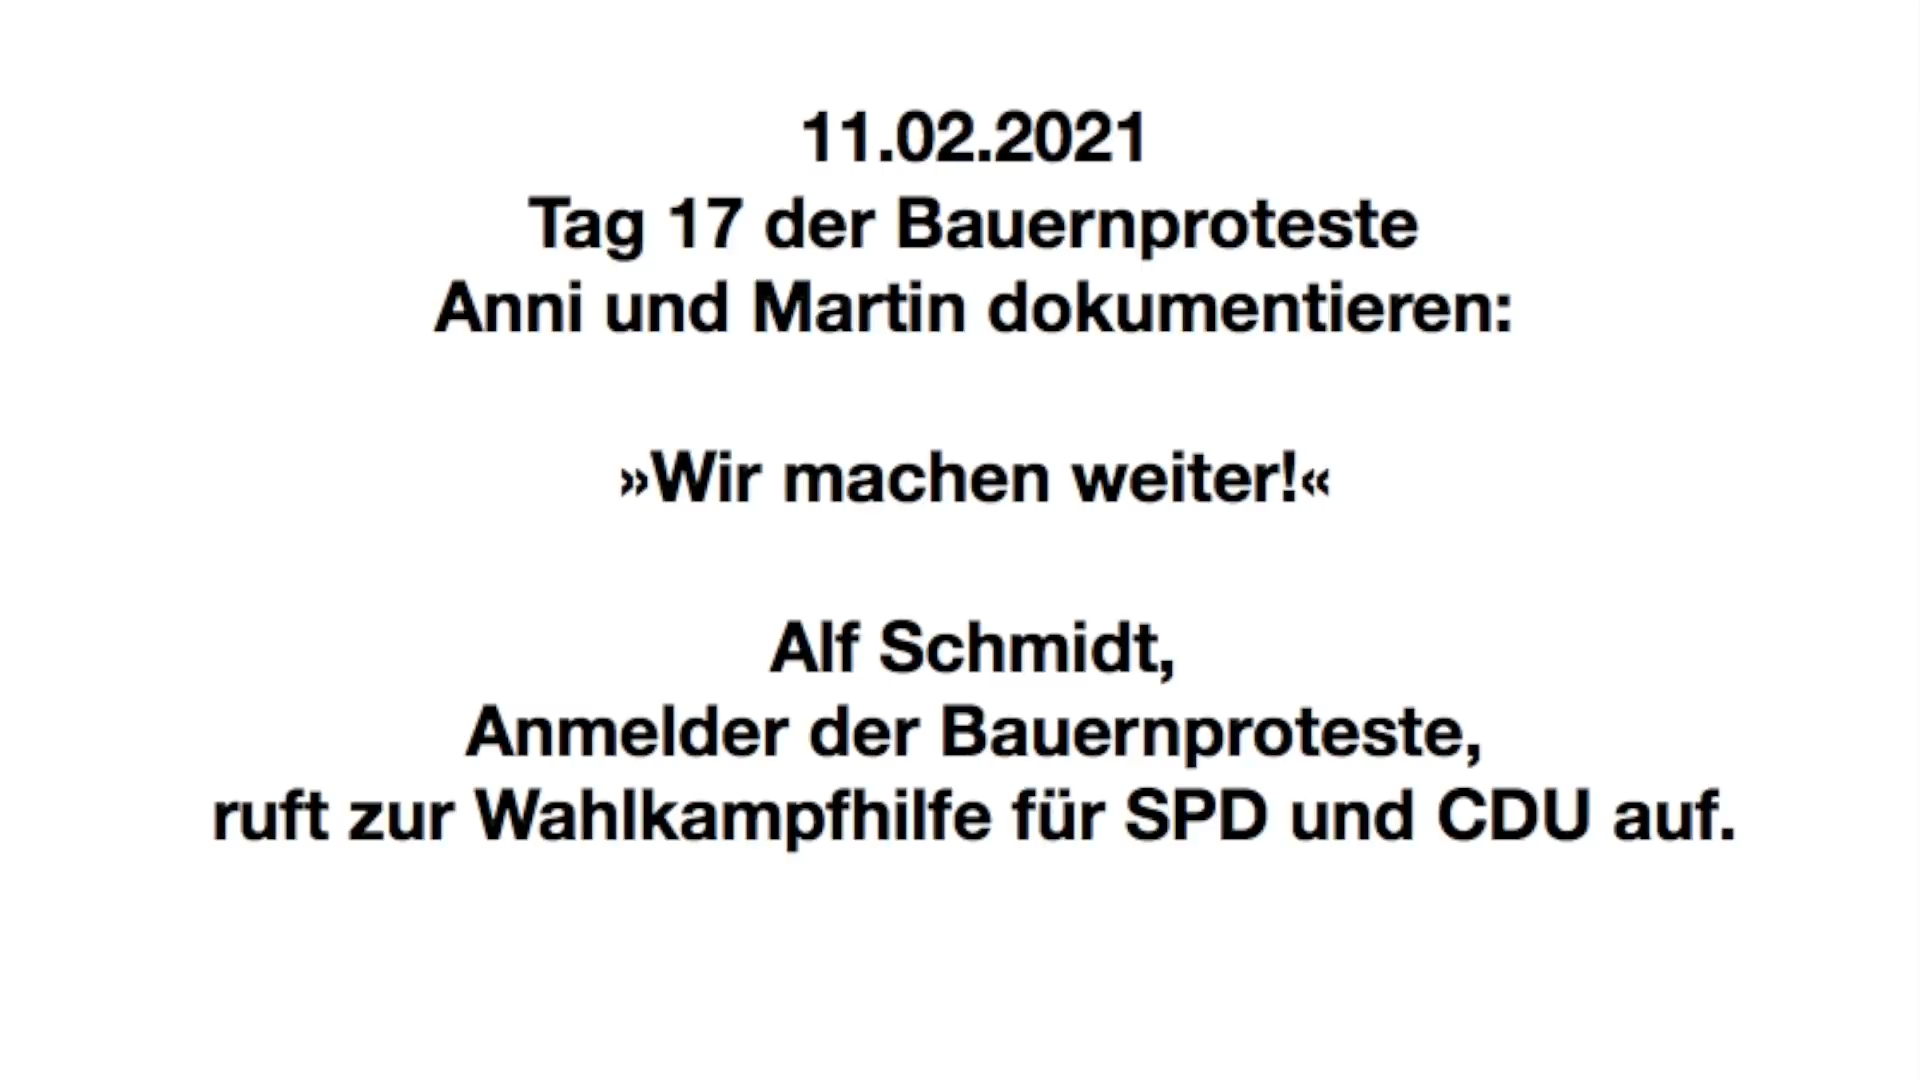 11.02.2021
Tag 17 der Bauernproteste
Anni und Martin dokumentieren:
»Wir machen weiter!«
Alf Schmidt,
Anmelder der Bauernproteste,
ruft zur Wahlkampfhilfe für SPD und CDU auf.